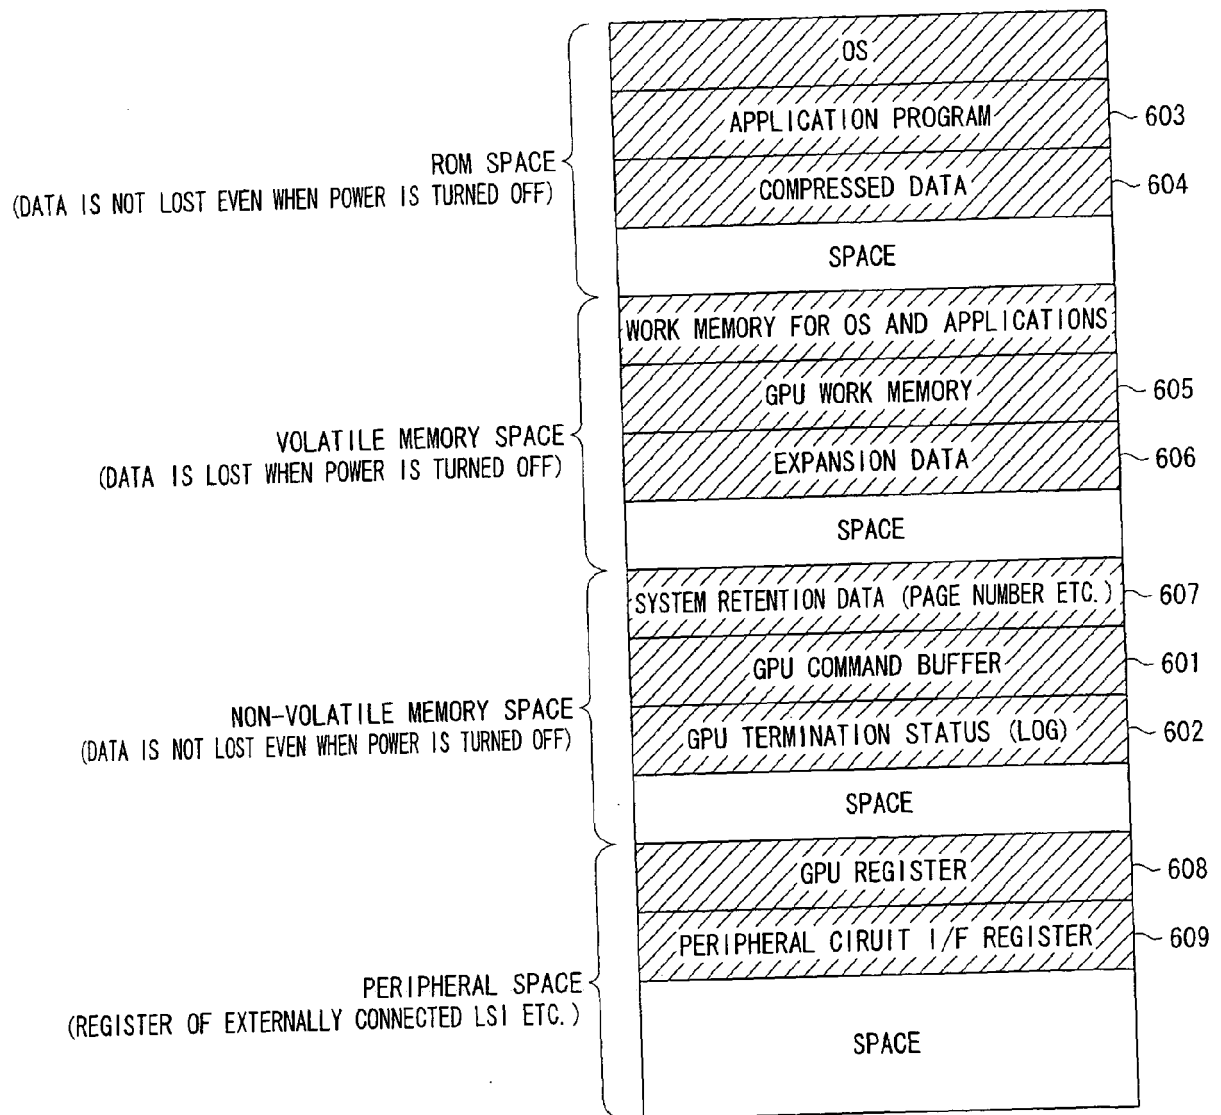 OS
APPLICATION PROGRAM
603
ROM SPACE
(DATA IS NOT LOST EVEN WHEN POWER IS TURNED OFF)
COMPRESSED DATA
604
SPACE
WORK MEMORY FOR OS AND APPLICATIONS
GPU WORK MEMORY
605
VOLATILE MEMORY SPACE
(DATA IS LOST WHEN POWER IS TURNED OFF)
EXPANSION DATA
606
SPACE
SYSTEM RETENTION DATA (PAGE NUMBER ETC.)
607
GPU COMMAND BUFFER
601
NON-VOLATILE MEMORY SPACE
(DATA IS NOT LOST EVEN WHEN POWER IS TURNED OFF)
GPU TERMINATION STATUS (LOG)
602
SPACE
GPU REGISTER
608
PERIPHERAL CIRUIT I/F REGISTER
609
PERIPHERAL SPACE
(REGISTER OF EXTERNALLY CONNECTED LSI ETC.)
SPACE